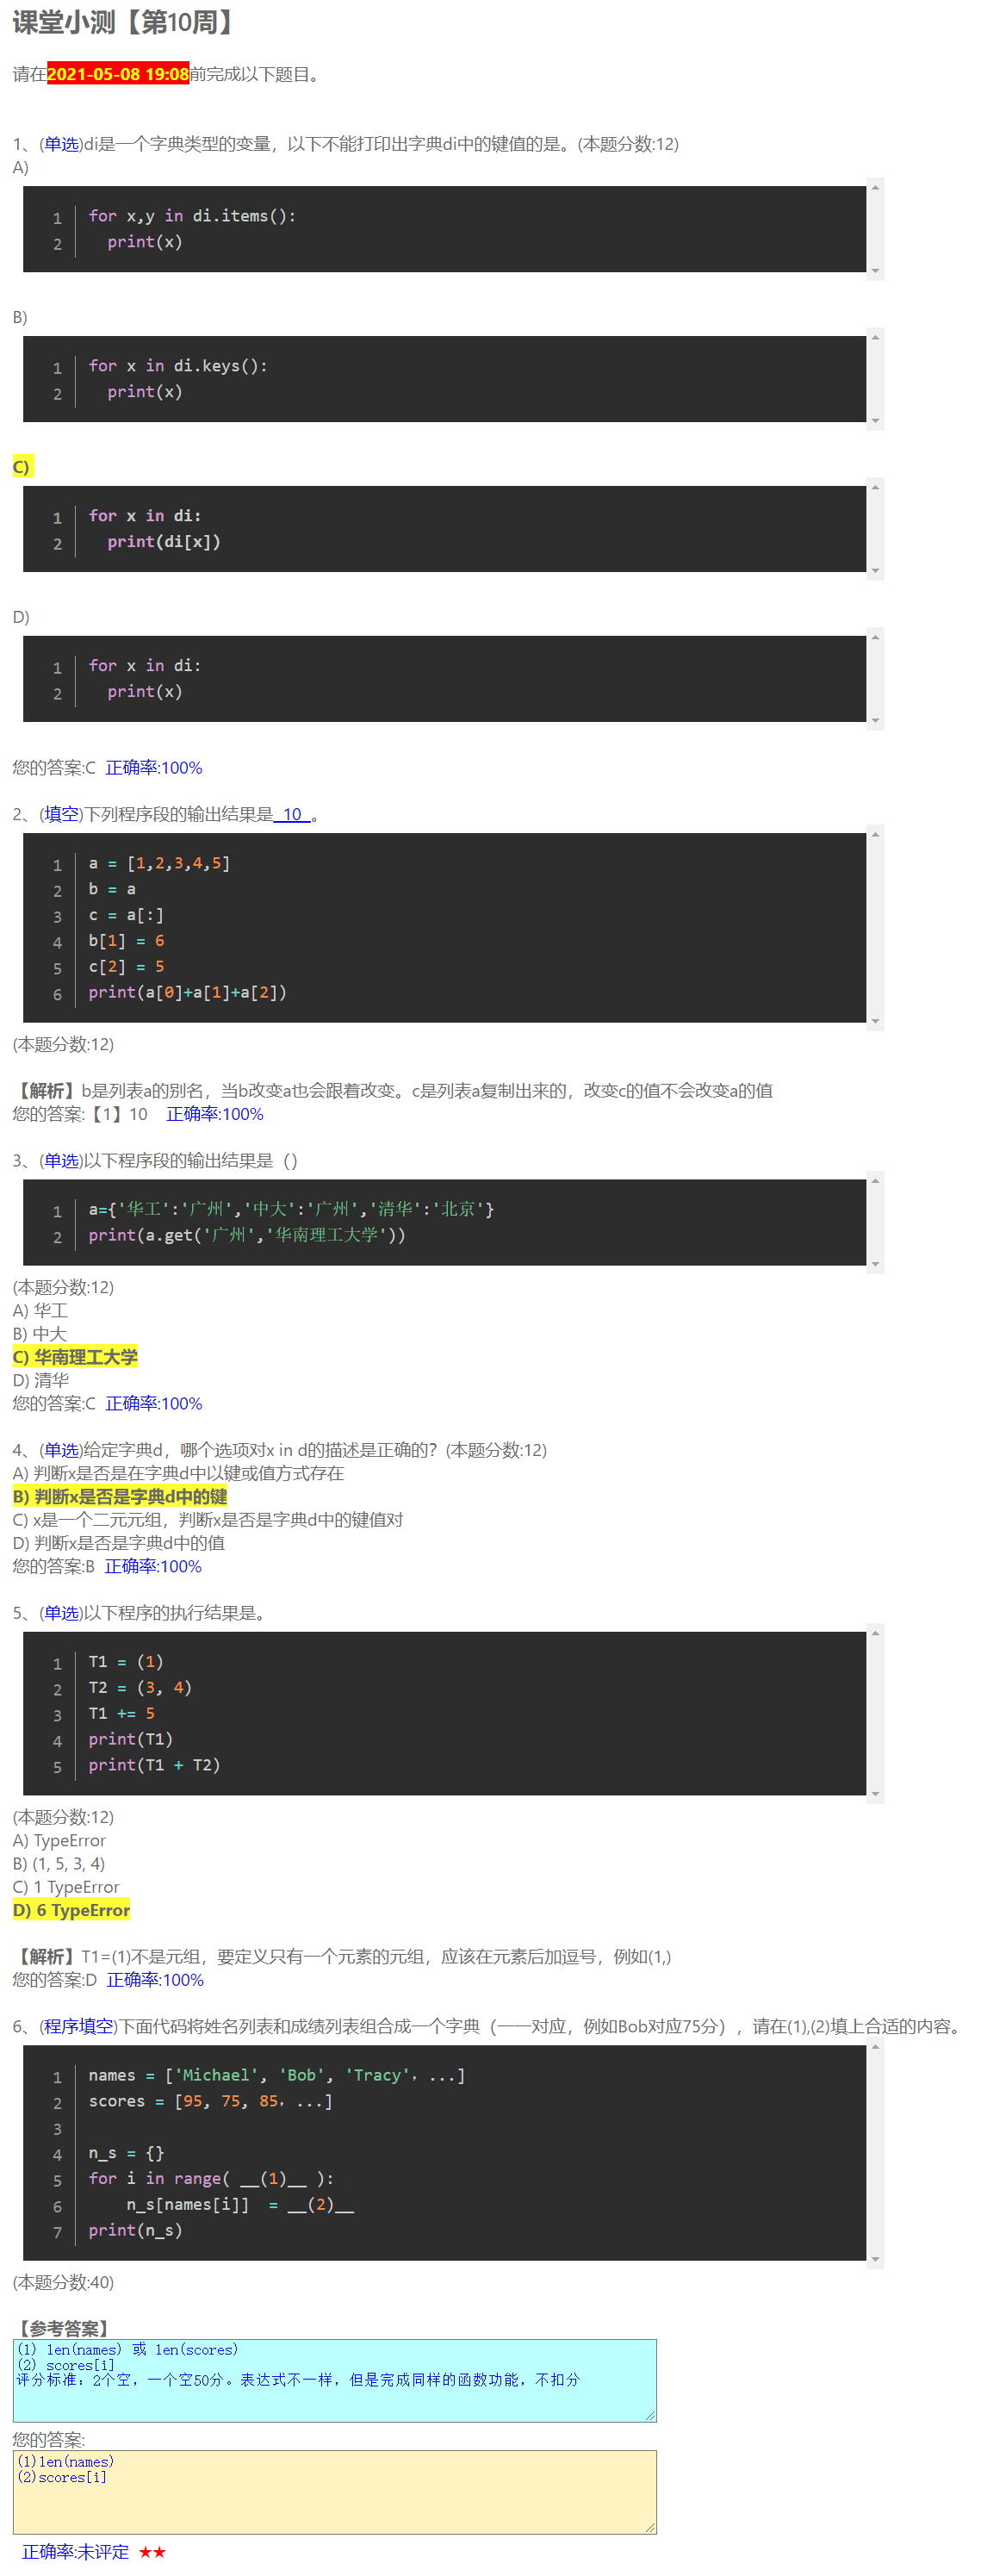 课堂小测【第10周】
请在2021-05-08 19:08前完成以下题目。
1、(单选)di是一个字典类型的变量，以下不能打印出字典di中的键值的是。(本题分数:12)
A)
1 for x,y in di.items():
2   print(x)
B)
1 for x in di.keys():
2   print(x)
C)
1 for x in di:
2   print(di[x])
D)
1 for x in di:
2   print(x)
您的答案:C  正确率:100%
2、(填空)下列程序段的输出结果是_10_。
1 a = [1,2,3,4,5]
2 b = a
3 c = a[:]
4 b[1] = 6
5 c[2] = 5
6 print(a[0]+a[1]+a[2])
(本题分数:12)
【解析】b是列表a的别名，当b改变a也会跟着改变。c是列表a复制出来的，改变c的值不会改变a的值
您的答案:【1】10   正确率:100%
3、(单选)以下程序段的输出结果是（）
1 a={'华工':'广州','中大':'广州','清华':'北京'}
2 print(a.get('广州','华南理工大学'))
(本题分数:12)
A) 华工
B) 中大
C) 华南理工大学
D) 清华
您的答案:C  正确率:100%
4、(单选)给定字典d，哪个选项对x in d的描述是正确的？(本题分数:12)
A) 判断x是否是在字典d中以键或值方式存在
B) 判断x是否是字典d中的键
C) x是一个二元元组，判断x是否是字典d中的键值对
D) 判断x是否是字典d中的值
您的答案:B  正确率:100%
5、(单选)以下程序的执行结果是。
1 T1 = (1)
2 T2 = (3, 4)
3 T1 += 5
4 print(T1)
5 print(T1 + T2)
(本题分数:12)
A) TypeError
B) (1, 5, 3, 4)
C) 1 TypeError
D) 6 TypeError
【解析】T1=(1)不是元组，要定义只有一个元素的元组，应该在元素后加逗号，例如(1,)
您的答案:D  正确率:100%
6、(程序填空)下面代码将姓名列表和成绩列表组合成一个字典（一一对应，例如Bob对应75分），请在(1),(2)填上合适的内容。
1 names = ['Michael', 'Bob', 'Tracy'，...]
2 scores = [95, 75, 85，...]
3
4 n_s = {}
5 for i in range( __(1)__ ):
6     n_s[names[i]]  = __(2)__
7 print(n_s)
(本题分数:40)
【参考答案】
(1) len(names) 或 len(scores)
(2) scores[i]
评分标准：2个空，一个空50分。表达式不一样，但是完成同样的函数功能，不扣分
您的答案:
(1)len(names)
(2)scores[i]
正确率:未评定  ★★